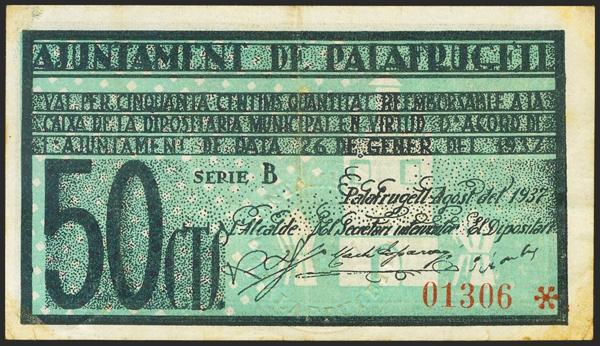 AJUNTAMENT DE PALAFRUGELL
VAL PER CINQUANTA CENTIMS QUANTITAT REEMBORSABLE A LA
CAIXA DE LA DIPOSITARIA MUNICIPAL EN VIRTUD D'ACORD DE
L'AJUNTAMENT DE DATA 26 DE GENER DEL 1937
50 CTS
SERIE B
Palafrugell Agost del 1937
L'Alcalde Pel Secretari interventor El Dipositari
01306 *